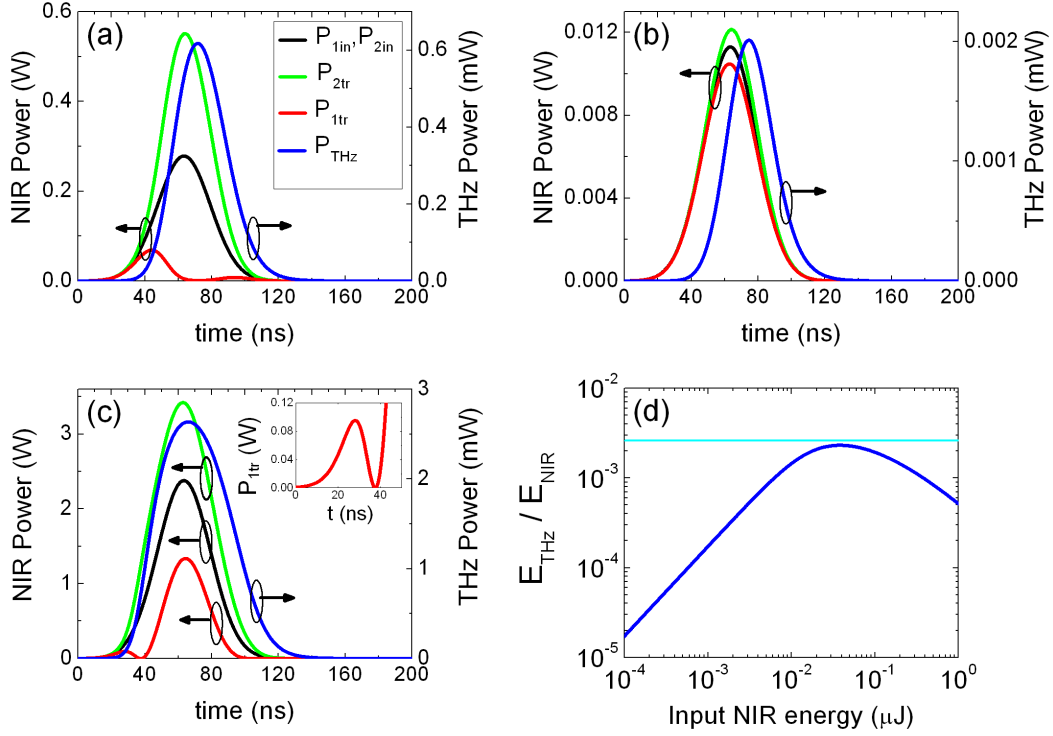 (a)
NIR Power (W)
0.6
0.4
0.2
0.0
P1in,P2in
P2tr
P1tr
PTHz
0.6
0.4
0.2
0.0
THz Power (mW)
0 40 80 120 160 200
time (ns)
(b)
NIR Power (W)
0.012
0.009
0.006
0.003
0.000
0.002
0.001
0.000
THz Power (mW)
0 40 80 120 160 200
time (ns)
(c)
NIR Power (W)
3
2
1
0
P1tr (W)
0.12
0.08
0.04
0.00
0 20 40
t (ns)
3
2
1
0
THz Power (mW)
0 40 80 120 160 200
time (ns)
(d)
ETHz / ENIR
10-2
10-3
10-4
10-5
10-4 10-3 10-2 10-1 100
Input NIR energy (μJ)